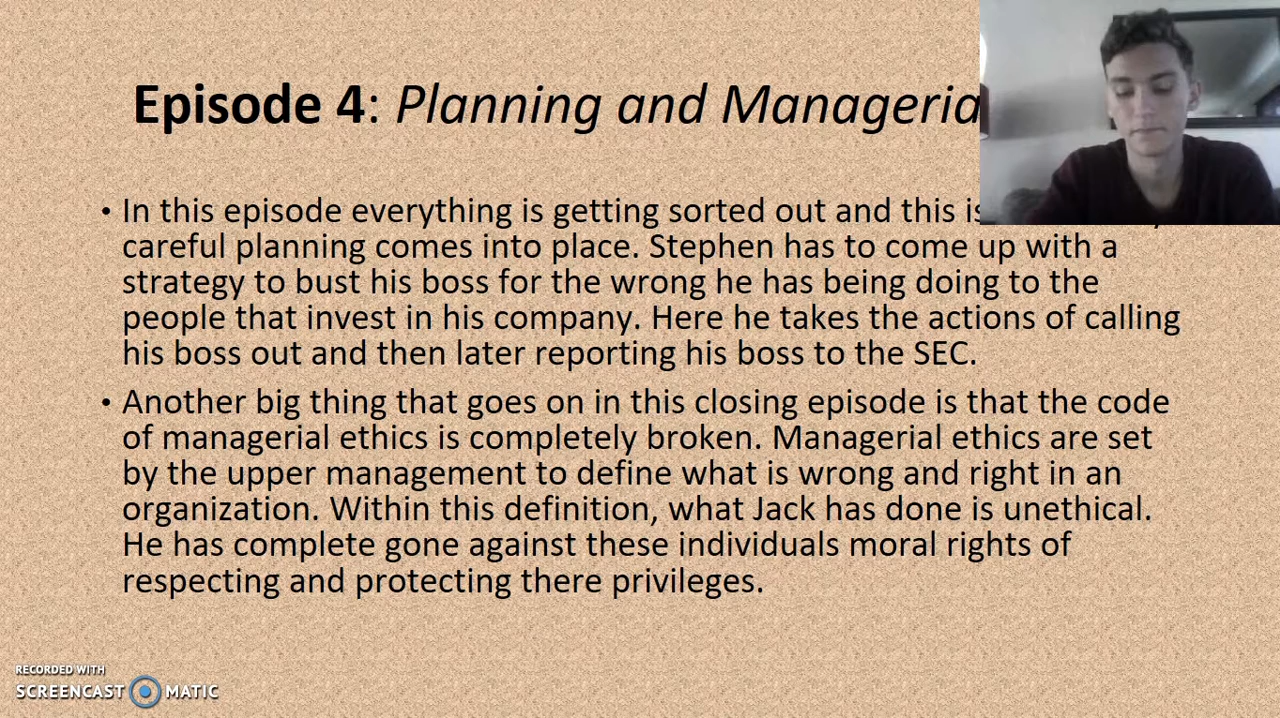 Episode 4: Planning and Manageria
• In this episode everything is getting sorted out and this is
careful planning comes into place. Stephen has to come up with a
strategy to bust his boss for the wrong he has being doing to the
people that invest in his company. Here he takes the actions of calling
his boss out and then later reporting his boss to the SEC.
• Another big thing that goes on in this closing episode is that the code
of managerial ethics is completely broken. Managerial ethics are set
by the upper management to define what is wrong and right in an
organization. Within this definition, what Jack has done is unethical.
He has complete gone against these individuals moral rights of
respecting and protecting there privileges.
RECORDED WITH
SCREENCAST MATIC